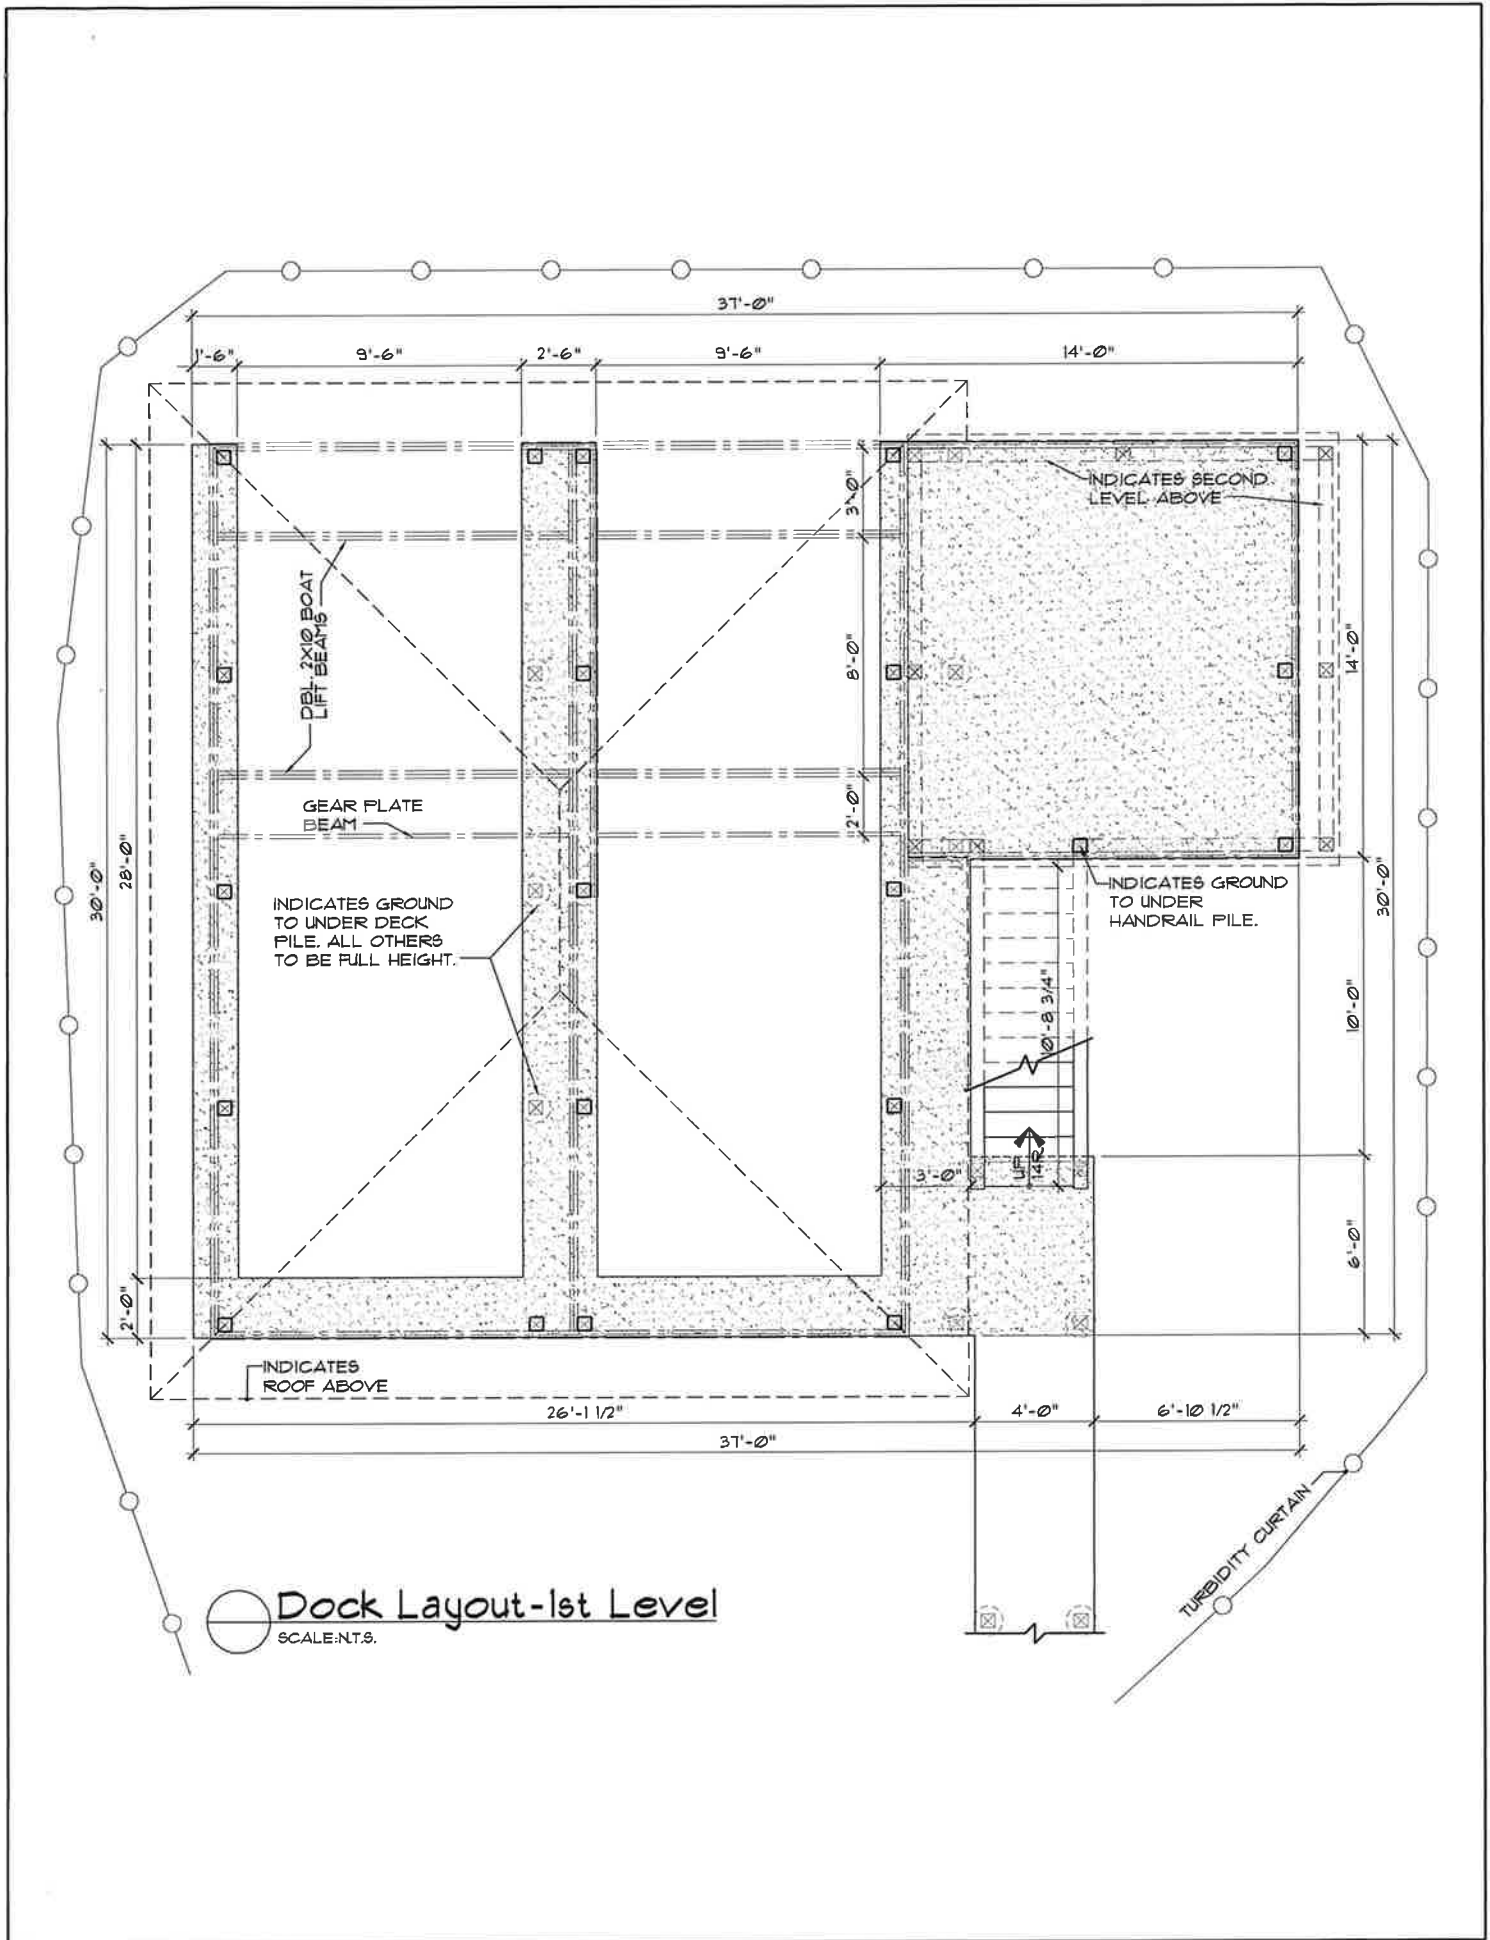 37'-0"
1'-6"
9'-6"
2'-6"
9'-6"
14'-0"
INDICATES SECOND
LEVEL ABOVE
3'-0"
8'-0"
2'-0"
14'-0"
DBL. 2X10 BOAT
LIFT BEAMS
GEAR PLATE
BEAM
30'-0"
28'-0"
2'-0"
INDICATES GROUND
TO UNDER DECK
PILE. ALL OTHERS
TO BE FULL HEIGHT.
INDICATES GROUND
TO UNDER
HANDRAIL PILE.
30'-0"
10'-0"
10'-8 3/4"
UP
14R.
3'-0"
6'-0"
INDICATES
ROOF ABOVE
26'-1 1/2"
4'-0"
6'-10 1/2"
37'-0"
TURBIDITY CURTAIN
Dock Layout-1st Level
SCALE:N.T.S.